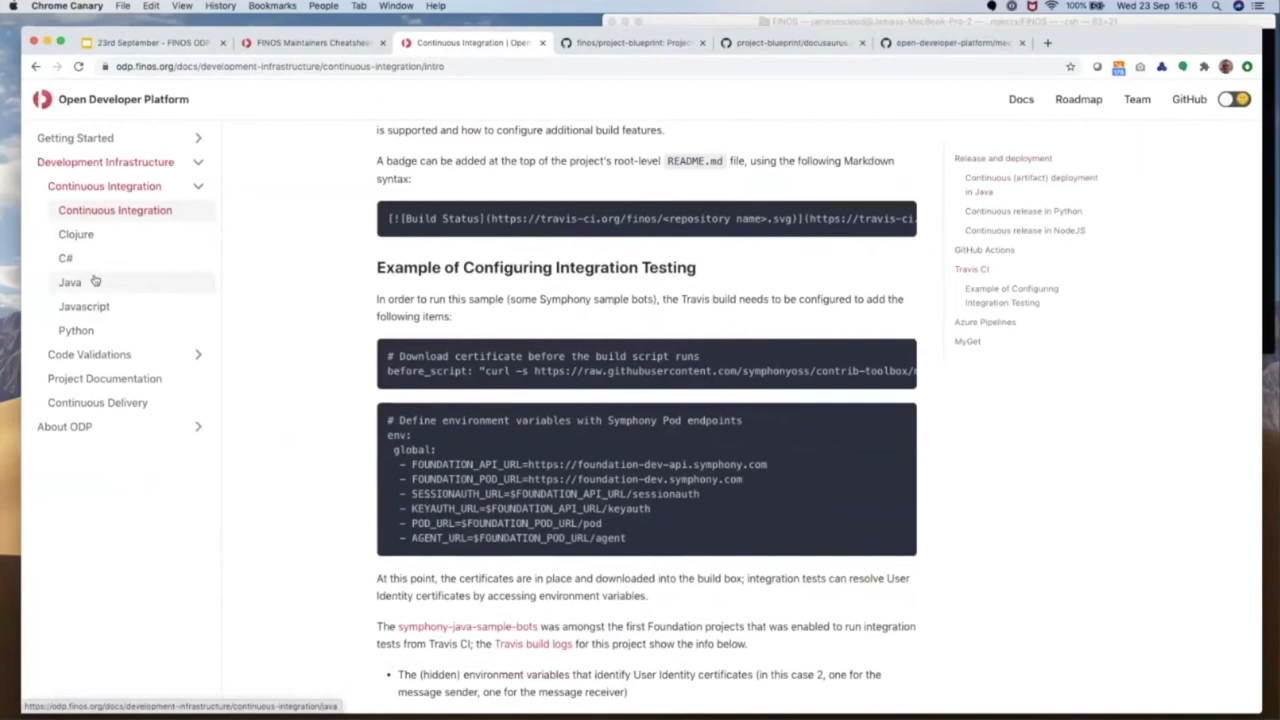 Chrome Canary File Edit View History Bookmarks People Tab Window Help 100% Wed 23 Sep 16:16
FINOS — jamesmcleod@Jamess-MacBook-Pro-2 — ..rojects/FINOS — -zsh — 83×21
23rd September - FINOS ODP
FINOS Maintainers Cheatshee
Continuous Integration | Open
finos/project-blueprint: Projec
project-blueprint/docusaurus.
open-developer-platform/mee
odp.finos.org/docs/development-infrastructure/continuous-integration/intro
Open Developer Platform
Docs Roadmap Team GitHub
Getting Started
Development Infrastructure
Continuous Integration
Continuous Integration
Clojure
C#
Java
Javascript
Python
Code Validations
Project Documentation
Continuous Delivery
About ODP
is supported and how to configure additional build features.
A badge can be added at the top of the project's root-level README.md file, using the following Markdown
syntax:
[![Build Status](https://travis-ci.org/finos/<repository name>.svg)](https://travis-ci.
Example of Configuring Integration Testing
In order to run this sample (some Symphony sample bots), the Travis build needs to be configured to add the
following items:
# Download certificate before the build script runs
before_script: "curl -s https://raw.githubusercontent.com/symphonyoss/contrib-toolbox/
# Define environment variables with Symphony Pod endpoints
env:
global:
- FOUNDATION_API_URL=https://foundation-dev-api.symphony.com
- FOUNDATION_POD_URL=https://foundation-dev.symphony.com
- SESSIONAUTH_URL=$FOUNDATION_API_URL/sessionauth
- KEYAUTH_URL=$FOUNDATION_API_URL/keyauth
- POD_URL=$FOUNDATION_POD_URL/pod
- AGENT_URL=$FOUNDATION_POD_URL/agent
At this point, the certificates are in place and downloaded into the build box; integration tests can resolve User
Identity certificates by accessing environment variables.
The symphony-java-sample-bots was amongst the first Foundation projects that was enabled to run integration
tests from Travis CI; the Travis build logs for this project show the info below.
• The (hidden) environment variables that identify User Identity certificates (in this case 2, one for the
message sender, one for the message receiver)
Release and deployment
Continuous (artifact) deployment
in Java
Continuous release in Python
Continuous release in NodeJS
GitHub Actions
Travis CI
Example of Configuring
Integration Testing
Azure Pipelines
MyGet
https://odp.finos.org/docs/development-infrastructure/continuous-integration/java